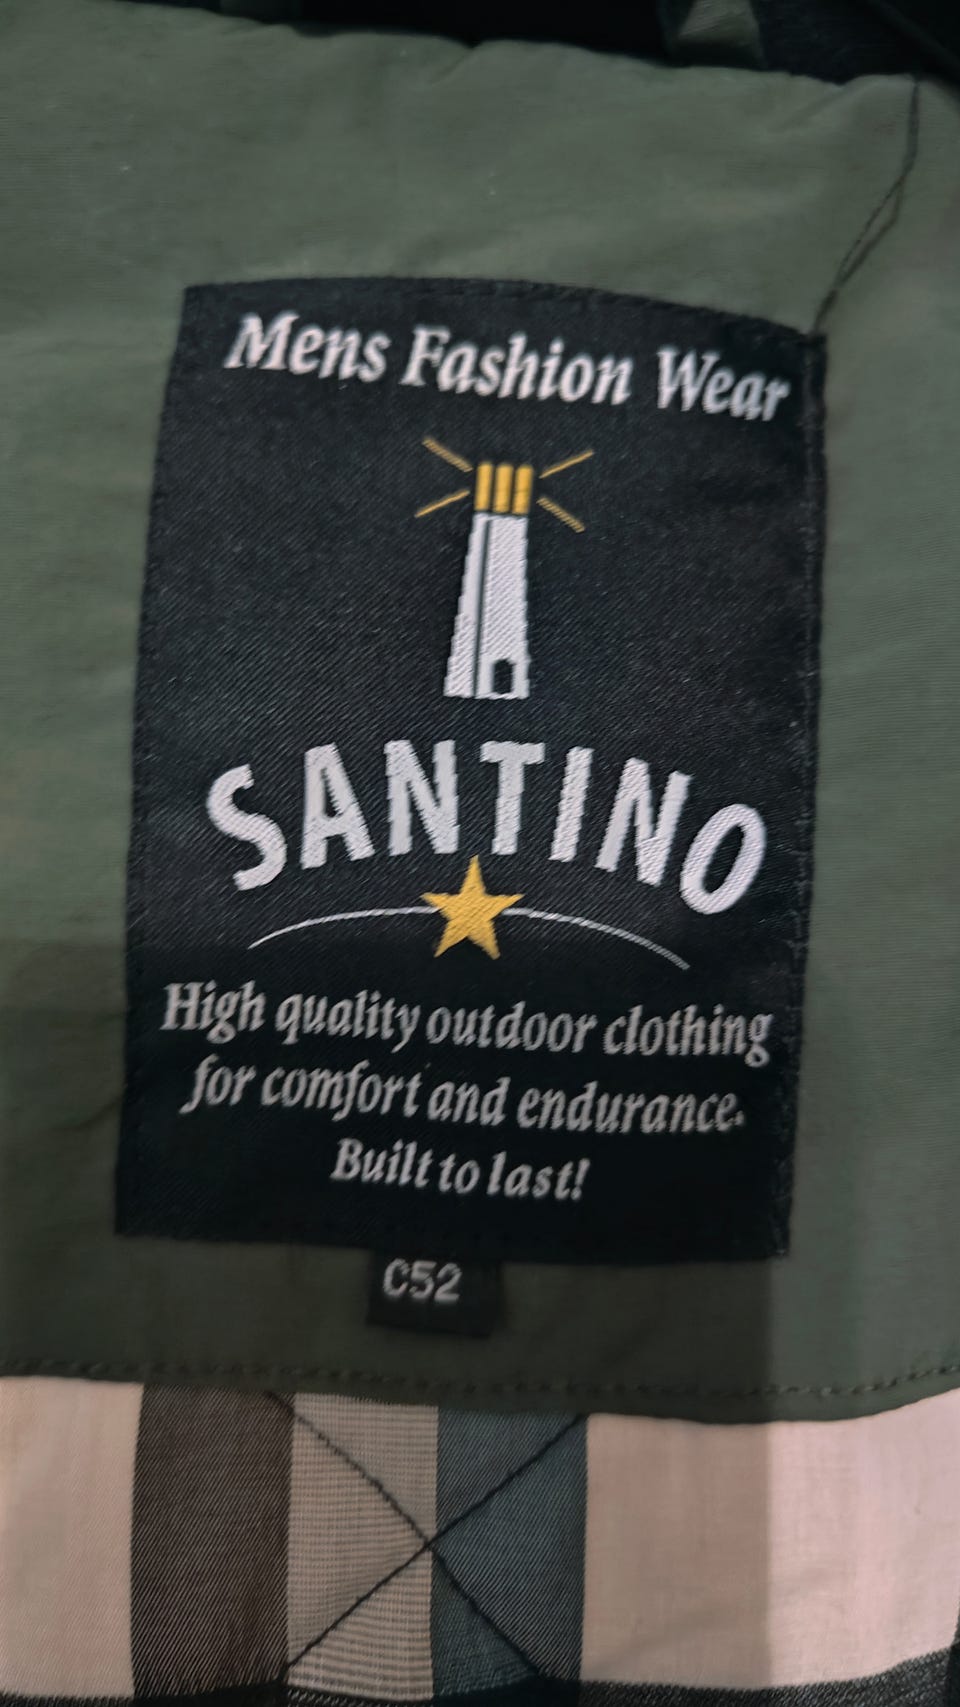 Mens Fashion Wear
SANTINO
High quality outdoor clothing
for comfort and endurance.
Built to last!
C52